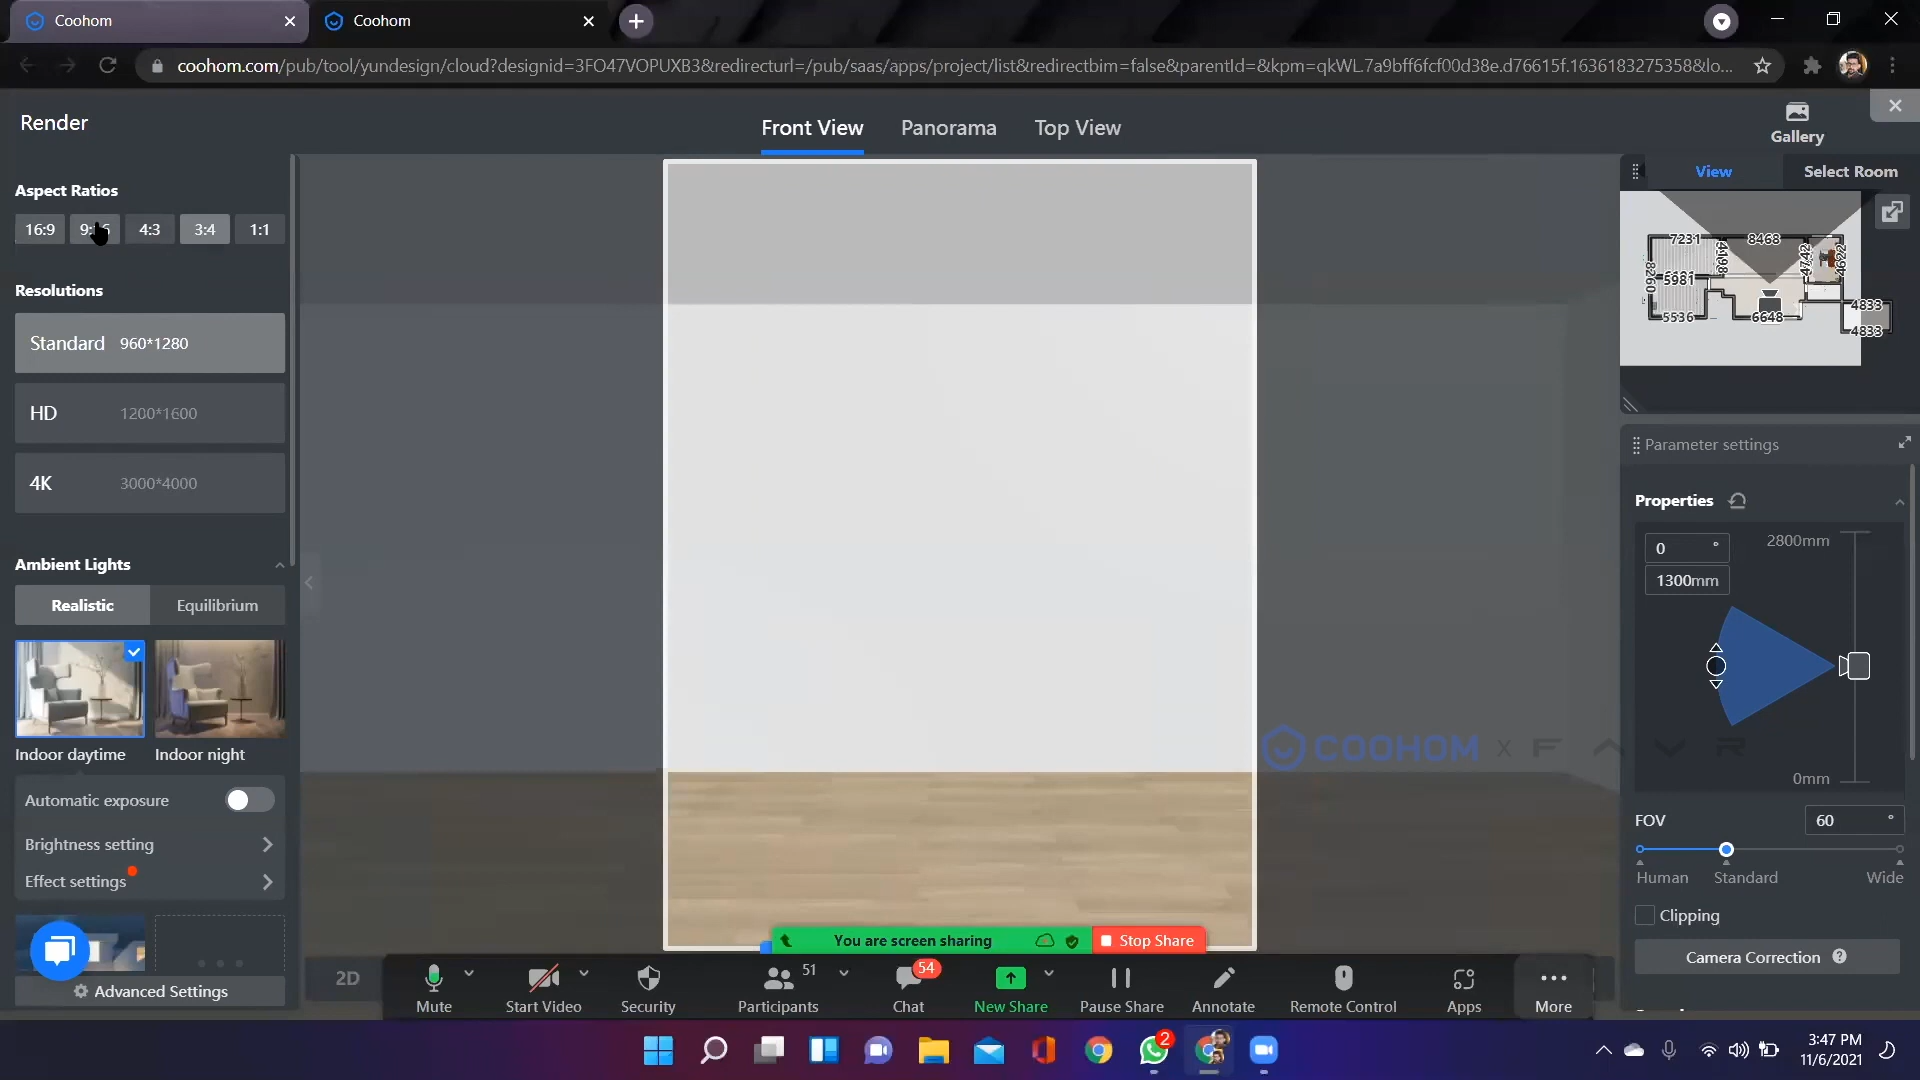 Coohom
Coohom
coohom.com/pub/tool/yundesign/cloud?designid=3FO47VOPUXB3&redirecturl=/pub/saas/apps/project/list&redirectbim=false&parentId=&kpm=qkWL.7a9bff6fcf00d38e.d76615f.1636183275358&lo...
Render
Front View
Panorama
Top View
Gallery
Aspect Ratios
16:9
4:3
3:4
1:1
Resolutions
Standard 960*1280
HD 1200*1600
4K 3000*4000
Ambient Lights
Realistic
Equilibrium
Indoor daytime
Indoor night
Automatic exposure
Brightness setting
Effect settings
Advanced Settings
View
Select Room
7231
8468
4198
4742
4622
8260
5981
5536
6648
4833
4833
Parameter settings
Properties
0 °
2800mm
1300mm
0mm
FOV
60 °
Human
Standard
Wide
Clipping
Camera Correction ?
COOHOM X F A V R
You are screen sharing
Stop Share
2D
Mute
Start Video
Security
51
Participants
54
Chat
New Share
Pause Share
Annotate
Remote Control
Apps
More
2
3:47 PM
11/6/2021